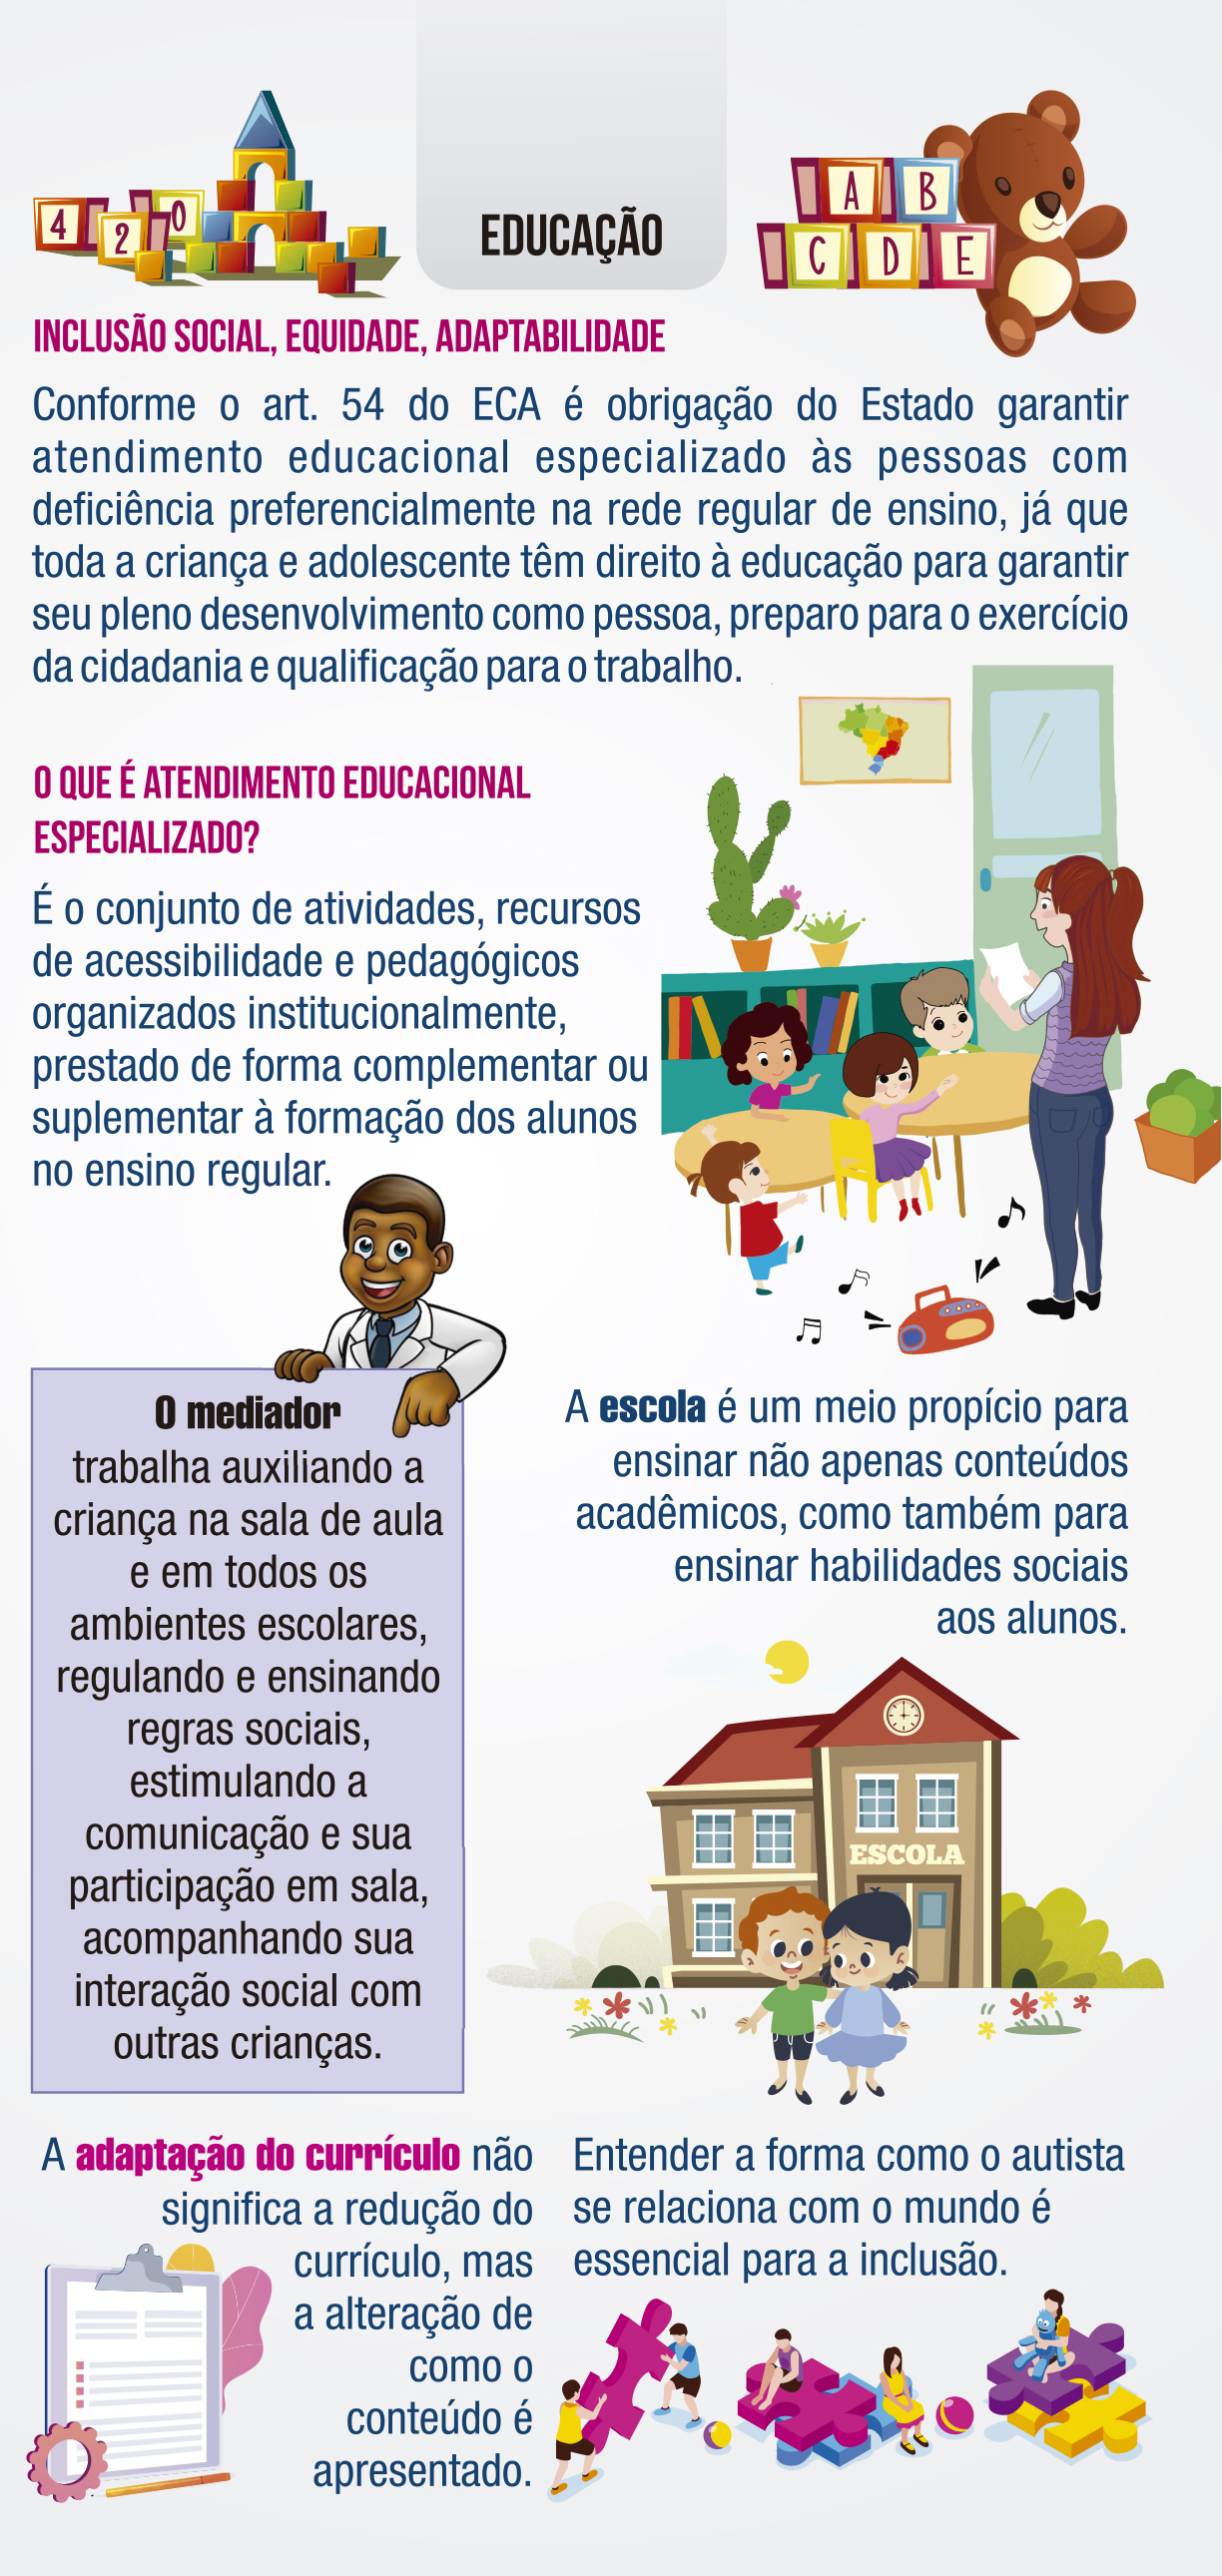 4 2 0
A B
C D E
EDUCAÇÃO
INCLUSÃO SOCIAL, EQUIDADE, ADAPTABILIDADE
Conforme o art. 54 do ECA é obrigação do Estado garantir
atendimento educacional especializado às pessoas com
deficiência preferencialmente na rede regular de ensino, já que
toda a criança e adolescente têm direito à educação para garantir
seu pleno desenvolvimento como pessoa, preparo para o exercício
da cidadania e qualificação para o trabalho.
O QUE É ATENDIMENTO EDUCACIONAL
ESPECIALIZADO?
É o conjunto de atividades, recursos
de acessibilidade e pedagógicos
organizados institucionalmente,
prestado de forma complementar ou
suplementar à formação dos alunos
no ensino regular.
O mediador
trabalha auxiliando a
criança na sala de aula
e em todos os
ambientes escolares,
regulando e ensinando
regras sociais,
estimulando a
comunicação e sua
participação em sala,
acompanhando sua
interação social com
outras crianças.
A escola é um meio propício para
ensinar não apenas conteúdos
acadêmicos, como também para
ensinar habilidades sociais
aos alunos.
ESCOLA
A adaptação do currículo não
significa a redução do
currículo, mas
a alteração de
como o
conteúdo é
apresentado.
Entender a forma como o autista
se relaciona com o mundo é
essencial para a inclusão.